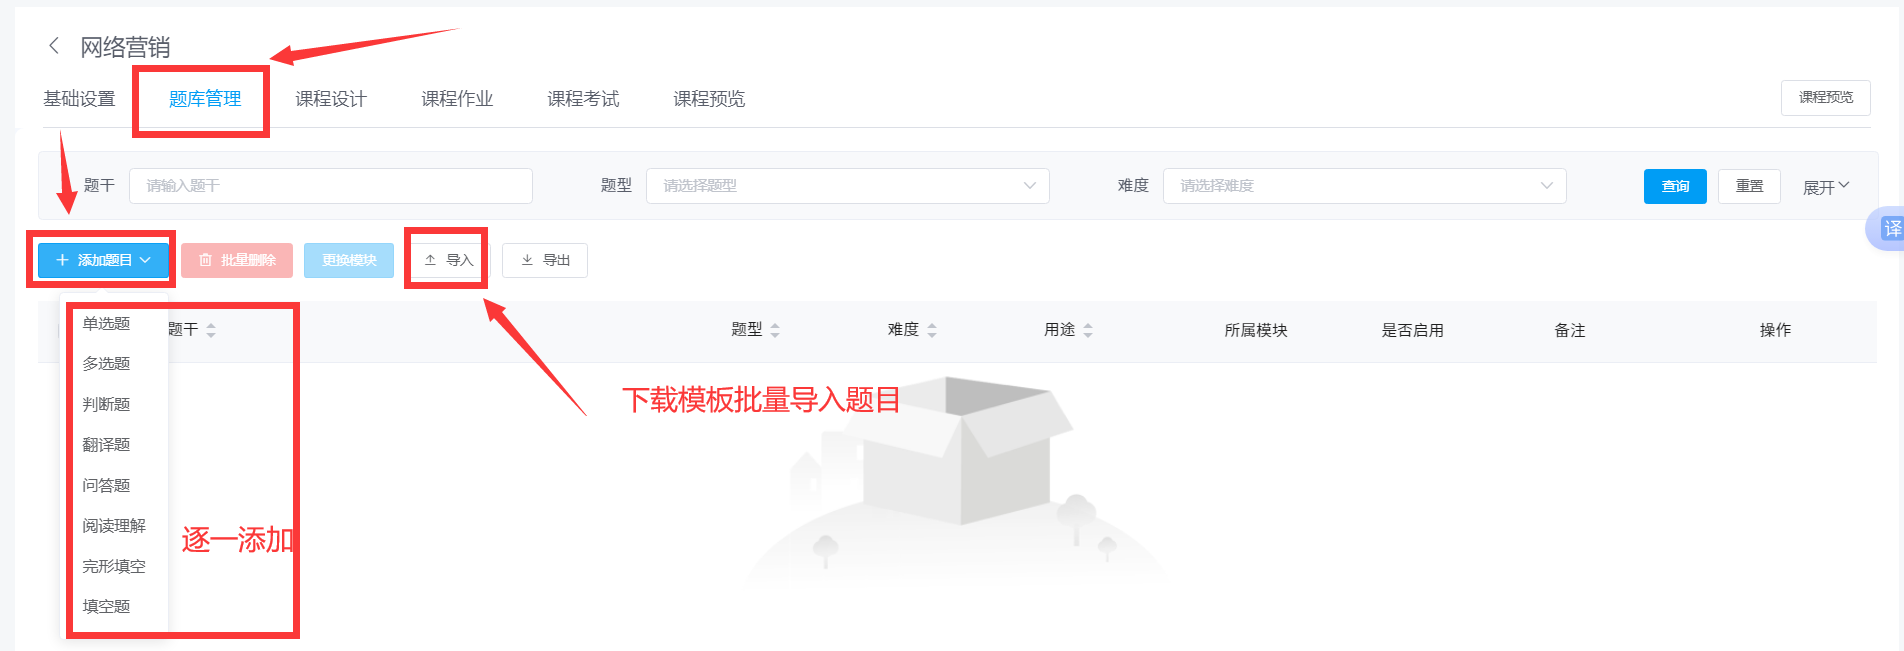 网络营销
基础设置 题库管理 课程设计 课程作业 课程考试 课程预览 课程预览
题干 请输入题干 题型 请选择题型 难度 请选择难度 查询 重置 展开
译
添加题目 批量删除 更换模块 导入 导出
题干 题型 难度 用途 所属模块 是否启用 备注 操作
单选题
多选题
判断题
翻译题
问答题
阅读理解
完形填空
填空题
逐一添加
下载模板批量导入题目